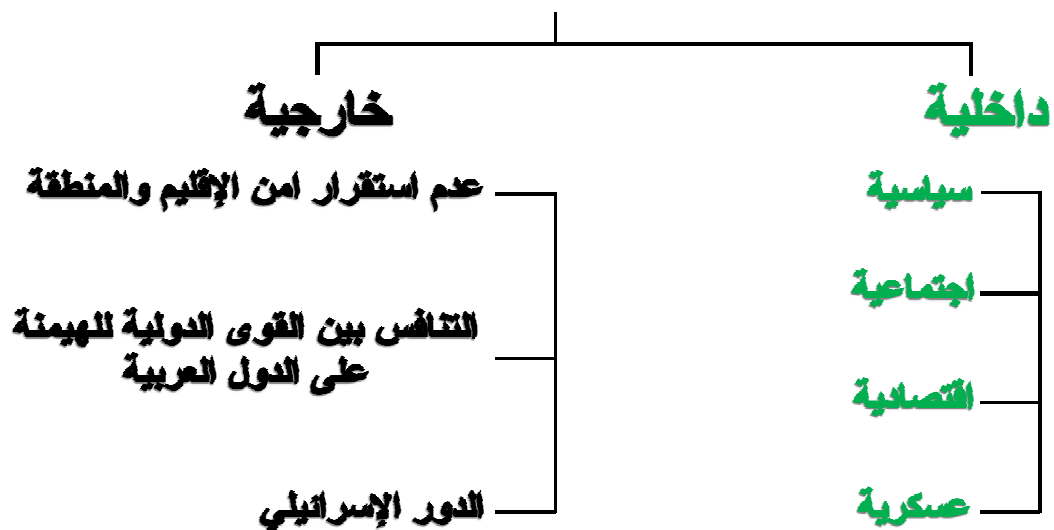 داخلية
سياسية
اجتماعية
اقتصادية
عسكرية
خارجية
عدم استقرار امن الإقليم والمنطقة
التنافس بين القوى الدولية للهيمنة
على الدول العربية
الدور الإسرائيلي